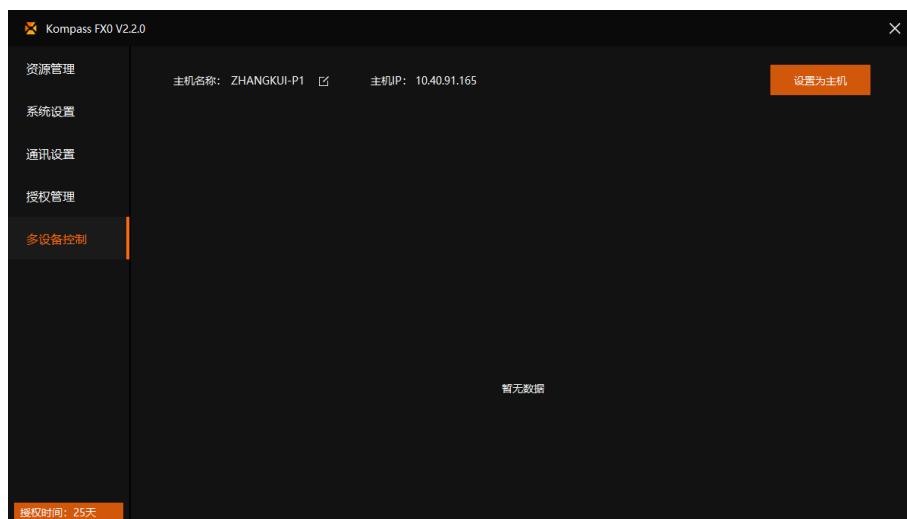 Kompass FX0 V2.2.0
资源管理
主机名称： ZHANGKUI-P1 主机IP： 10.40.91.165 设置为主机
系统设置
通讯设置
授权管理
多设备控制
暂无数据
授权时间：25天